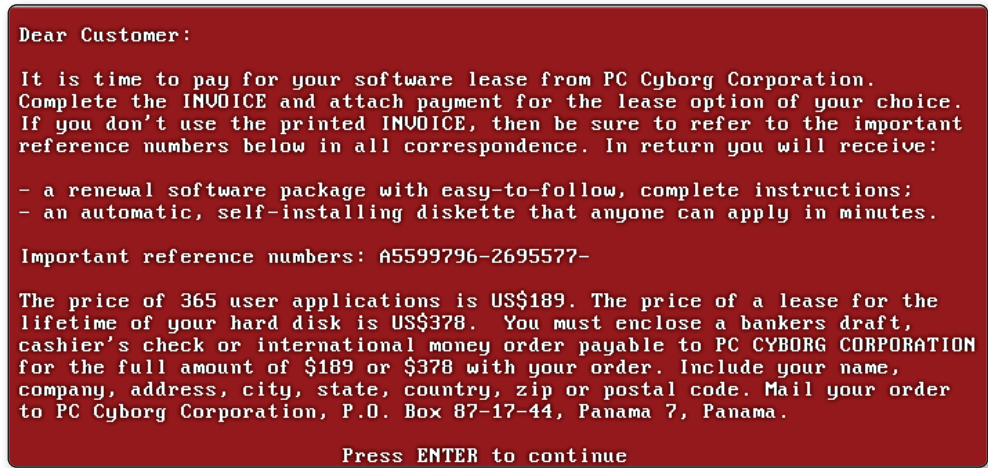 Dear Customer:
It is time to pay for your software lease from PC Cyborg Corporation.
Complete the INVOICE and attach payment for the lease option of your choice.
If you don't use the printed INVOICE, then be sure to refer to the important
reference numbers below in all correspondence. In return you will receive:
- a renewal software package with easy-to-follow, complete instructions;
- an automatic, self-installing diskette that anyone can apply in minutes.
Important reference numbers: A5599796-2695577-
The price of 365 user applications is US$189. The price of a lease for the
lifetime of your hard disk is US$378.  You must enclose a bankers draft,
cashier's check or international money order payable to PC CYBORG CORPORATION
for the full amount of $189 or $378 with your order. Include your name,
company, address, city, state, country, zip or postal code. Mail your order
to PC Cyborg Corporation, P.O. Box 87-17-44, Panama 7, Panama.
Press ENTER to continue